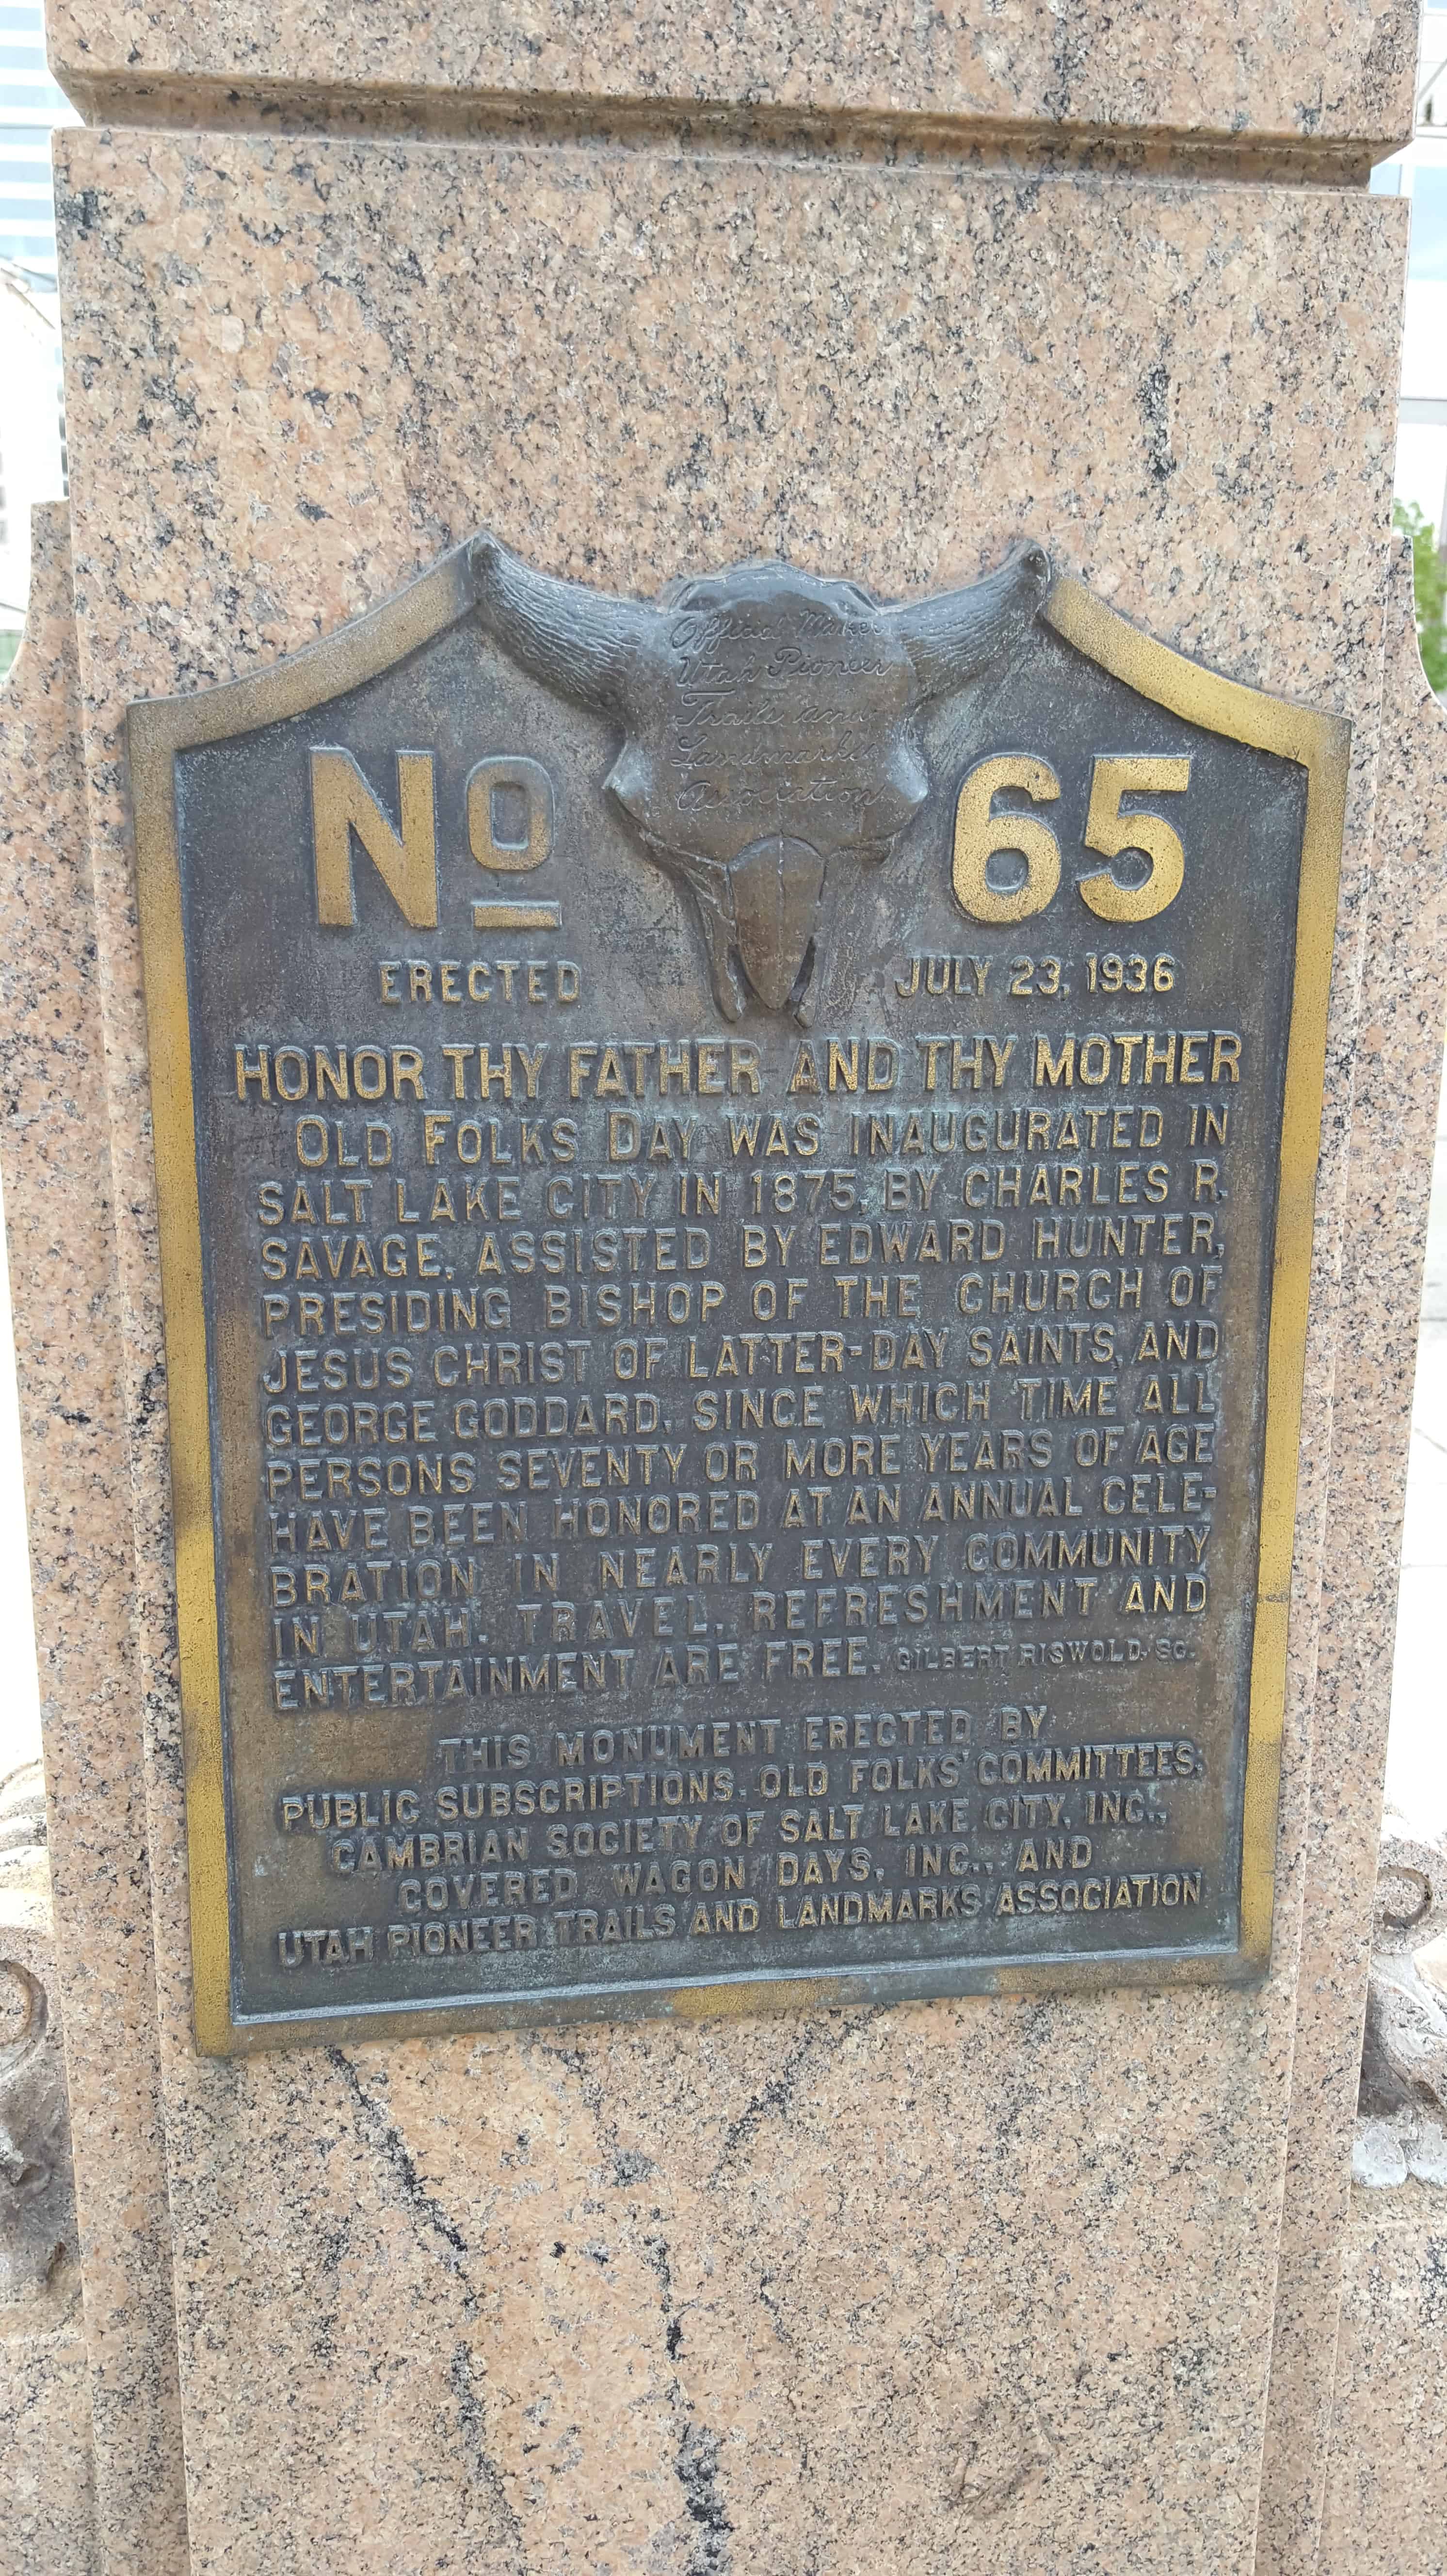 Official Marker
Utah Pioneer
Trails and
Landmarks
Association
No 65
ERECTED JULY 23, 1936
HONOR THY FATHER AND THY MOTHER
OLD FOLKS DAY WAS INAUGURATED IN
SALT LAKE CITY IN 1875, BY CHARLES R.
SAVAGE, ASSISTED BY EDWARD HUNTER,
PRESIDING BISHOP OF THE CHURCH OF
JESUS CHRIST OF LATTER-DAY SAINTS, AND
GEORGE GODDARD. SINCE WHICH TIME ALL
PERSONS SEVENTY OR MORE YEARS OF AGE
HAVE BEEN HONORED AT AN ANNUAL CELE-
BRATION IN NEARLY EVERY COMMUNITY
IN UTAH. TRAVEL, REFRESHMENT AND
ENTERTAINMENT ARE FREE. GILBERT RISWOLD, SC.
THIS MONUMENT ERECTED BY
PUBLIC SUBSCRIPTIONS, OLD FOLKS' COMMITTEES,
CAMBRIAN SOCIETY OF SALT LAKE CITY, INC.,
COVERED WAGON DAYS, INC., AND
UTAH PIONEER TRAILS AND LANDMARKS ASSOCIATION